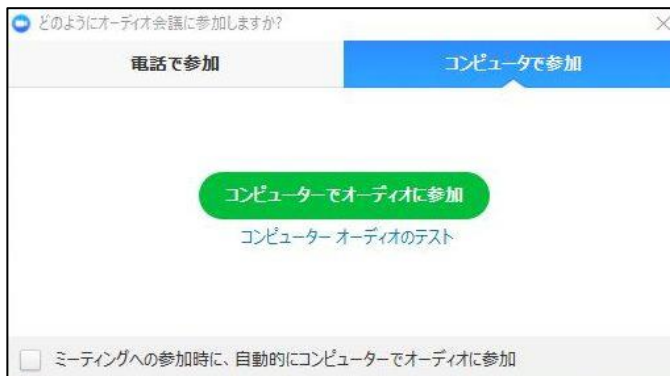 どのようにオーディオ会議に参加しますか?
電話で参加
コンピュータで参加
コンピューターでオーディオに参加
コンピューター オーディオのテスト
ミーティングへの参加時に、自動的にコンピューターでオーディオに参加